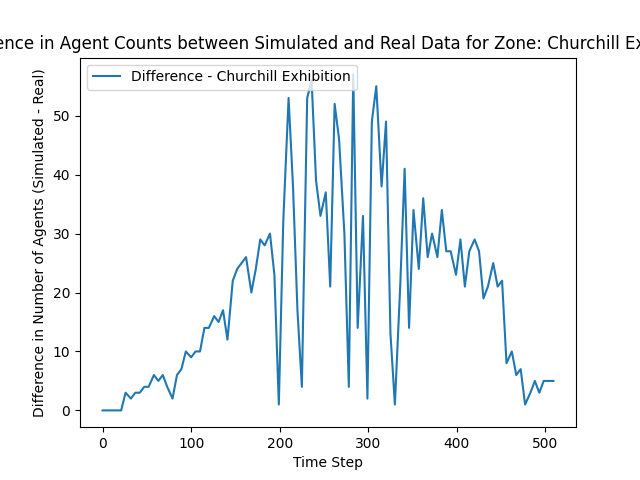 ence in Agent Counts between Simulated and Real Data for Zone: Churchill Ex
Difference - Churchill Exhibition
Difference in Number of Agents (Simulated - Real)
50
40
30
20
10
0
0 100 200 300 400 500
Time Step